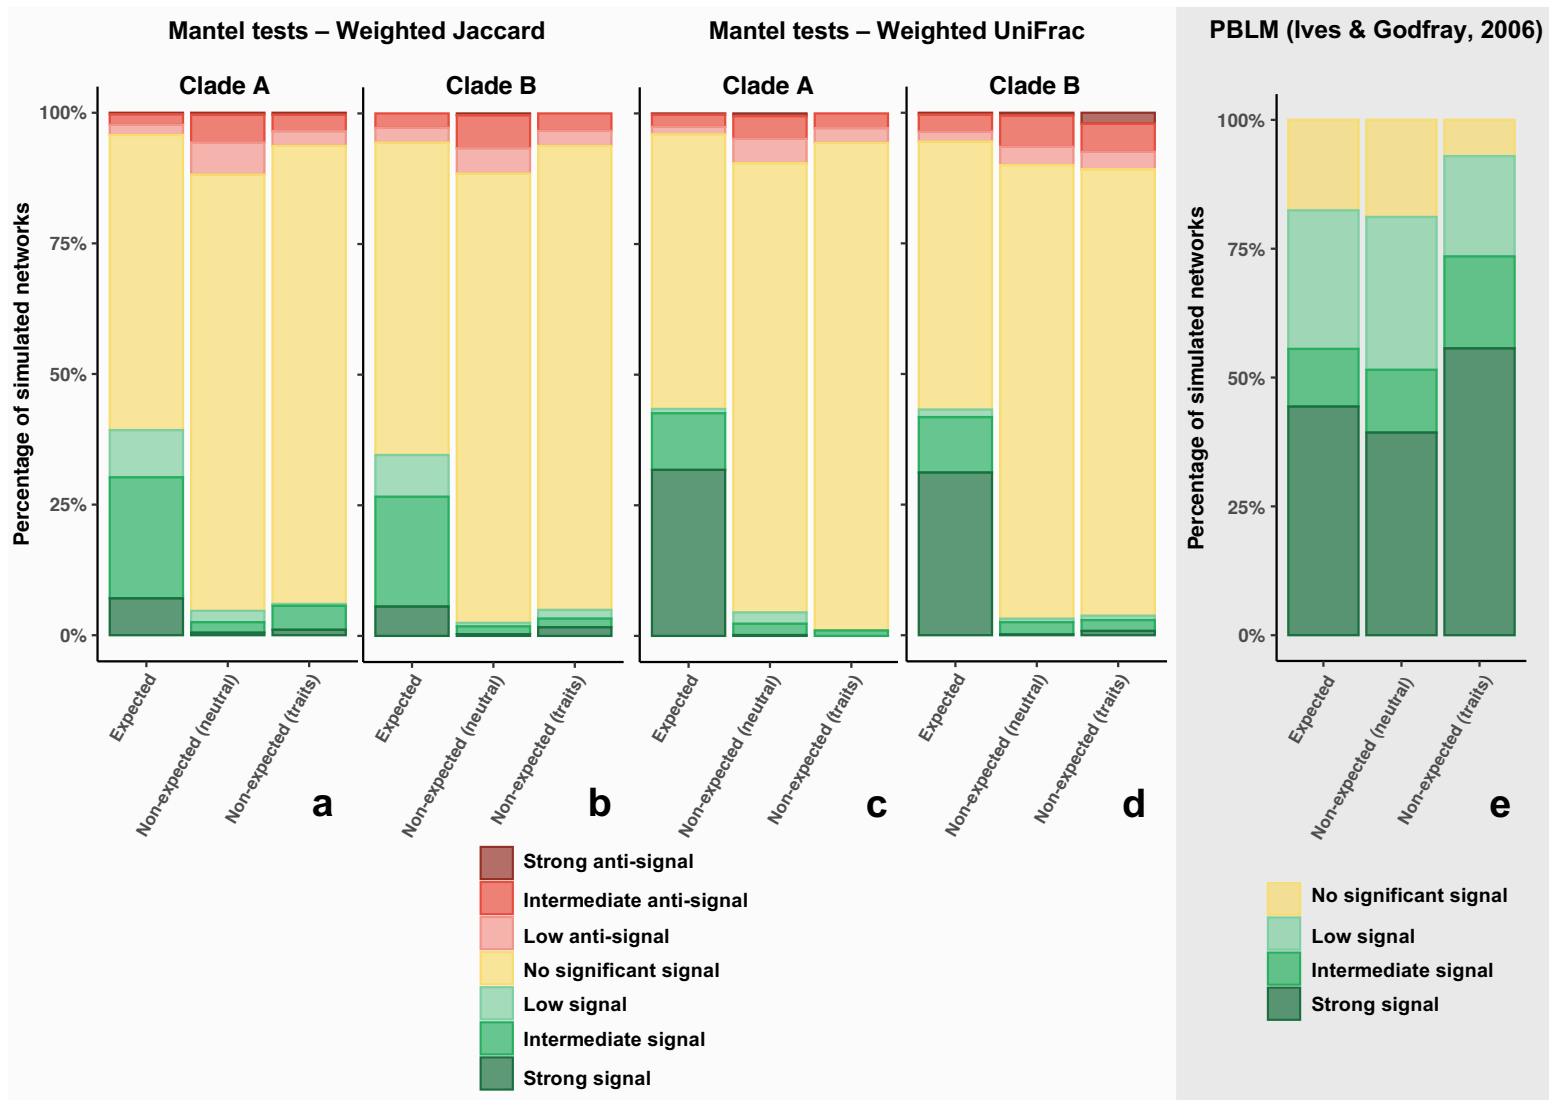 Mantel tests – Weighted Jaccard
Mantel tests – Weighted UniFrac
PBLM (Ives & Godfray, 2006)
Clade A
Clade B
Clade A
Clade B
Percentage of simulated networks
100%
75%
50%
25%
0%
Expected
Non-expected (neutral)
Non-expected (traits)
a
Expected
Non-expected (neutral)
Non-expected (traits)
b
Expected
Non-expected (neutral)
Non-expected (traits)
c
Expected
Non-expected (neutral)
Non-expected (traits)
d
Percentage of simulated networks
100%
75%
50%
25%
0%
Expected
Non-expected (neutral)
Non-expected (traits)
e
Strong anti-signal
Intermediate anti-signal
Low anti-signal
No significant signal
Low signal
Intermediate signal
Strong signal
No significant signal
Low signal
Intermediate signal
Strong signal